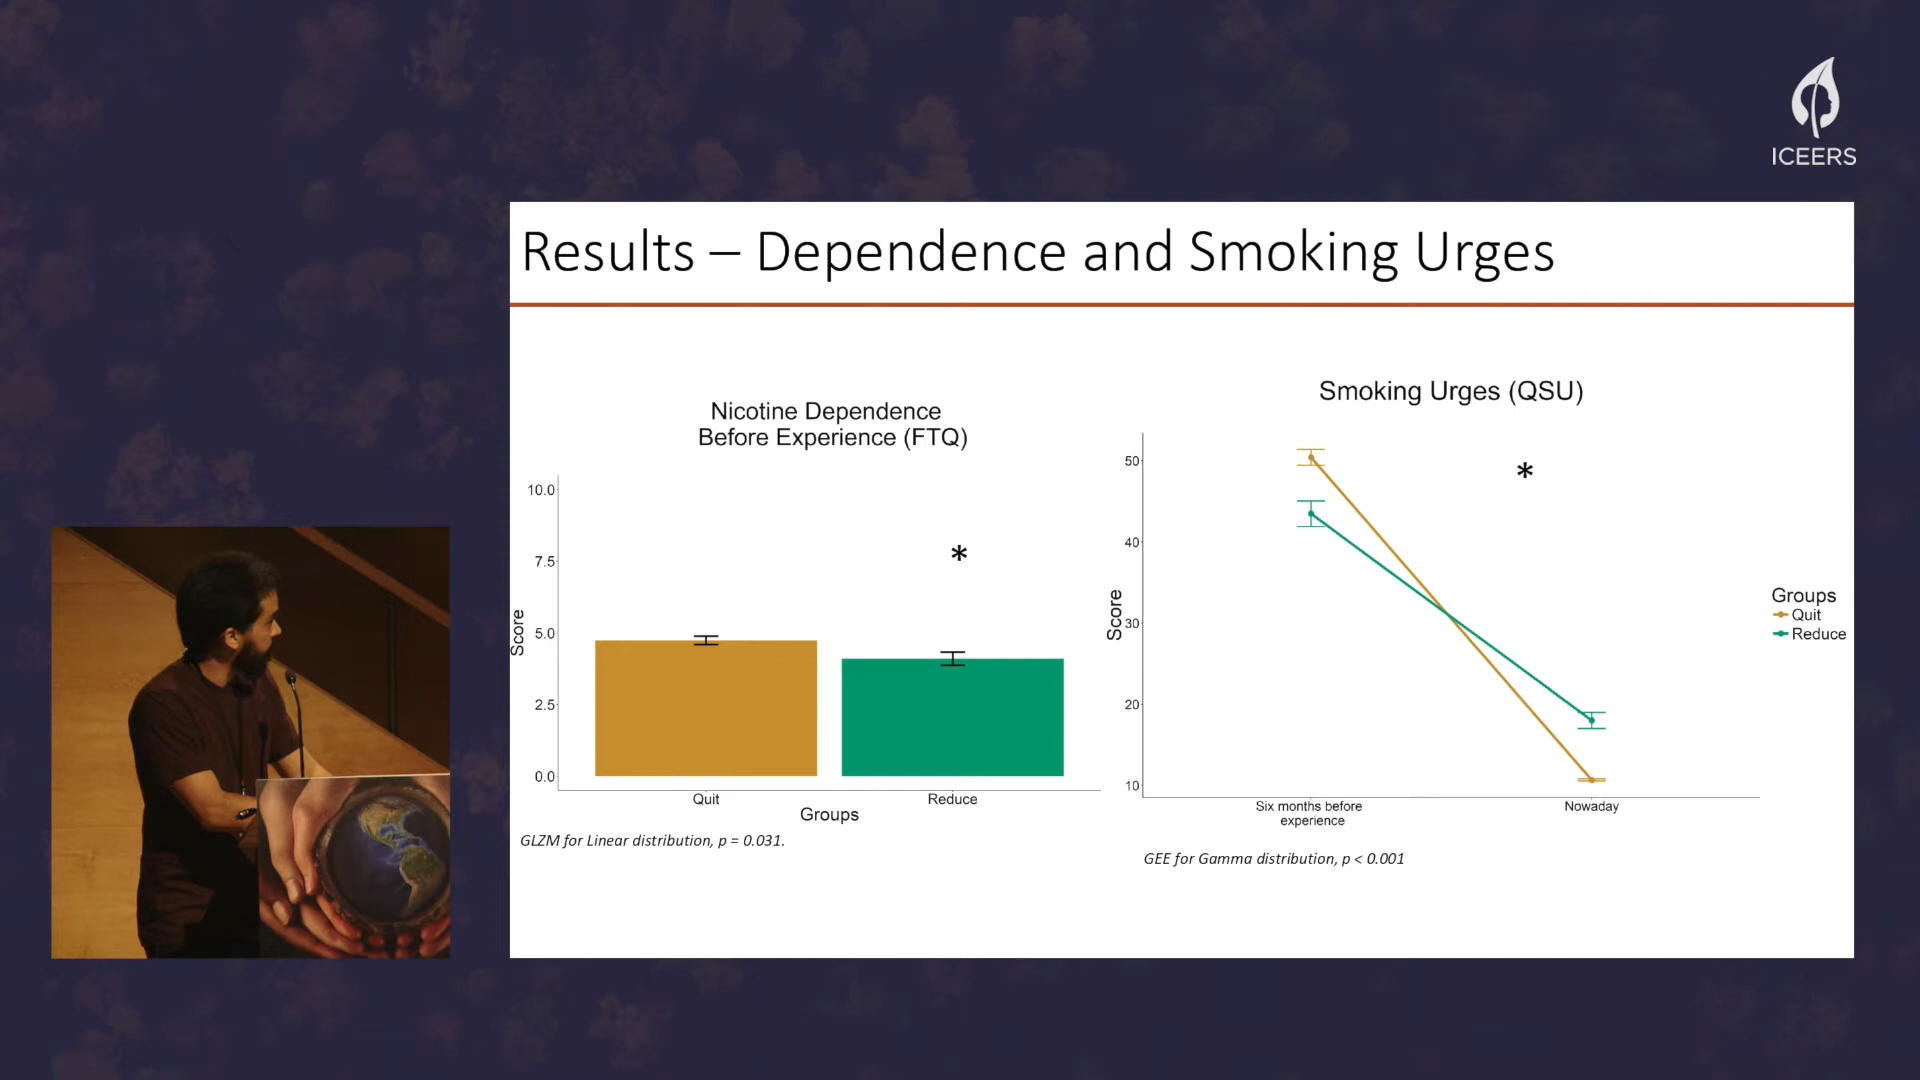 ICEERS
Results – Dependence and Smoking Urges
Nicotine Dependence
Before Experience (FTQ)
10.0
7.5
5.0
2.5
0.0
Score
*
Quit
Reduce
Groups
GLZM for Linear distribution, p = 0.031.
Smoking Urges (QSU)
50
40
30
20
10
Score
*
Six months before
experience
Nowaday
Groups
Quit
Reduce
GEE for Gamma distribution, p < 0.001